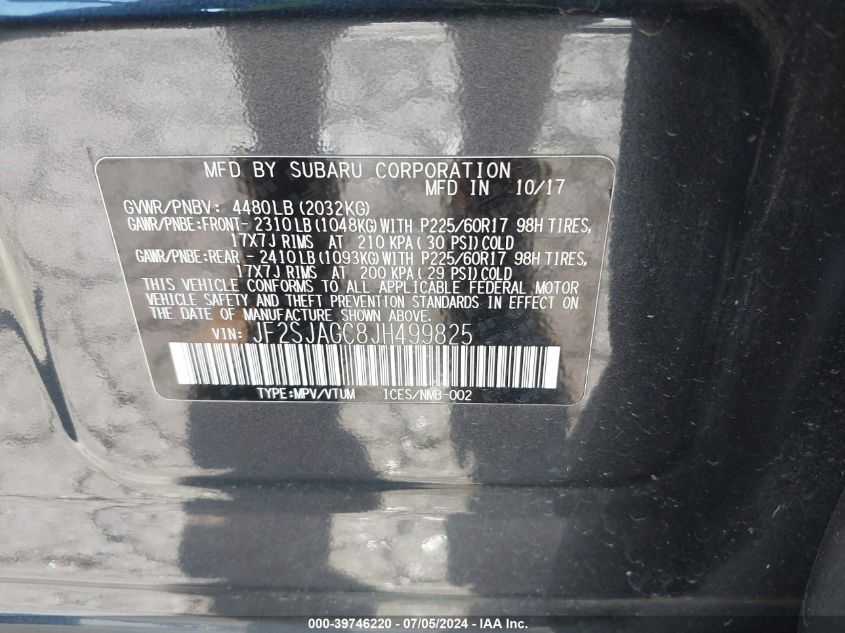 MFD BY SUBARU CORPORATION
MFD IN 10/17
GVWR/PNBV: 4480LB(2032KG)
GAWR/PNBE:FRONT- 2310LB(1048KG)WITH P225/60R17 98H TIRES,
17X7J RIMS AT 210 KPA(30 PSI)COLD
GAWR/PNBE:REAR - 2410LB(1093KG)WITH P225/60R17 98H TIRES,
17X7J RIMS AT 200 KPA(29 PSI)COLD
THIS VEHICLE CONFORMS TO ALL APPLICABLE FEDERAL MOTOR
VEHICLE SAFETY AND THEFT PREVENTION STANDARDS IN EFFECT ON
THE DATE OF MANUFACTURE SHOWN ABOVE.
VIN: JF2SJAGC8JH499825
TYPE:MPV/VTUM 1CES/NMB-002
000-39746220 - 07/05/2024 - IAA Inc.